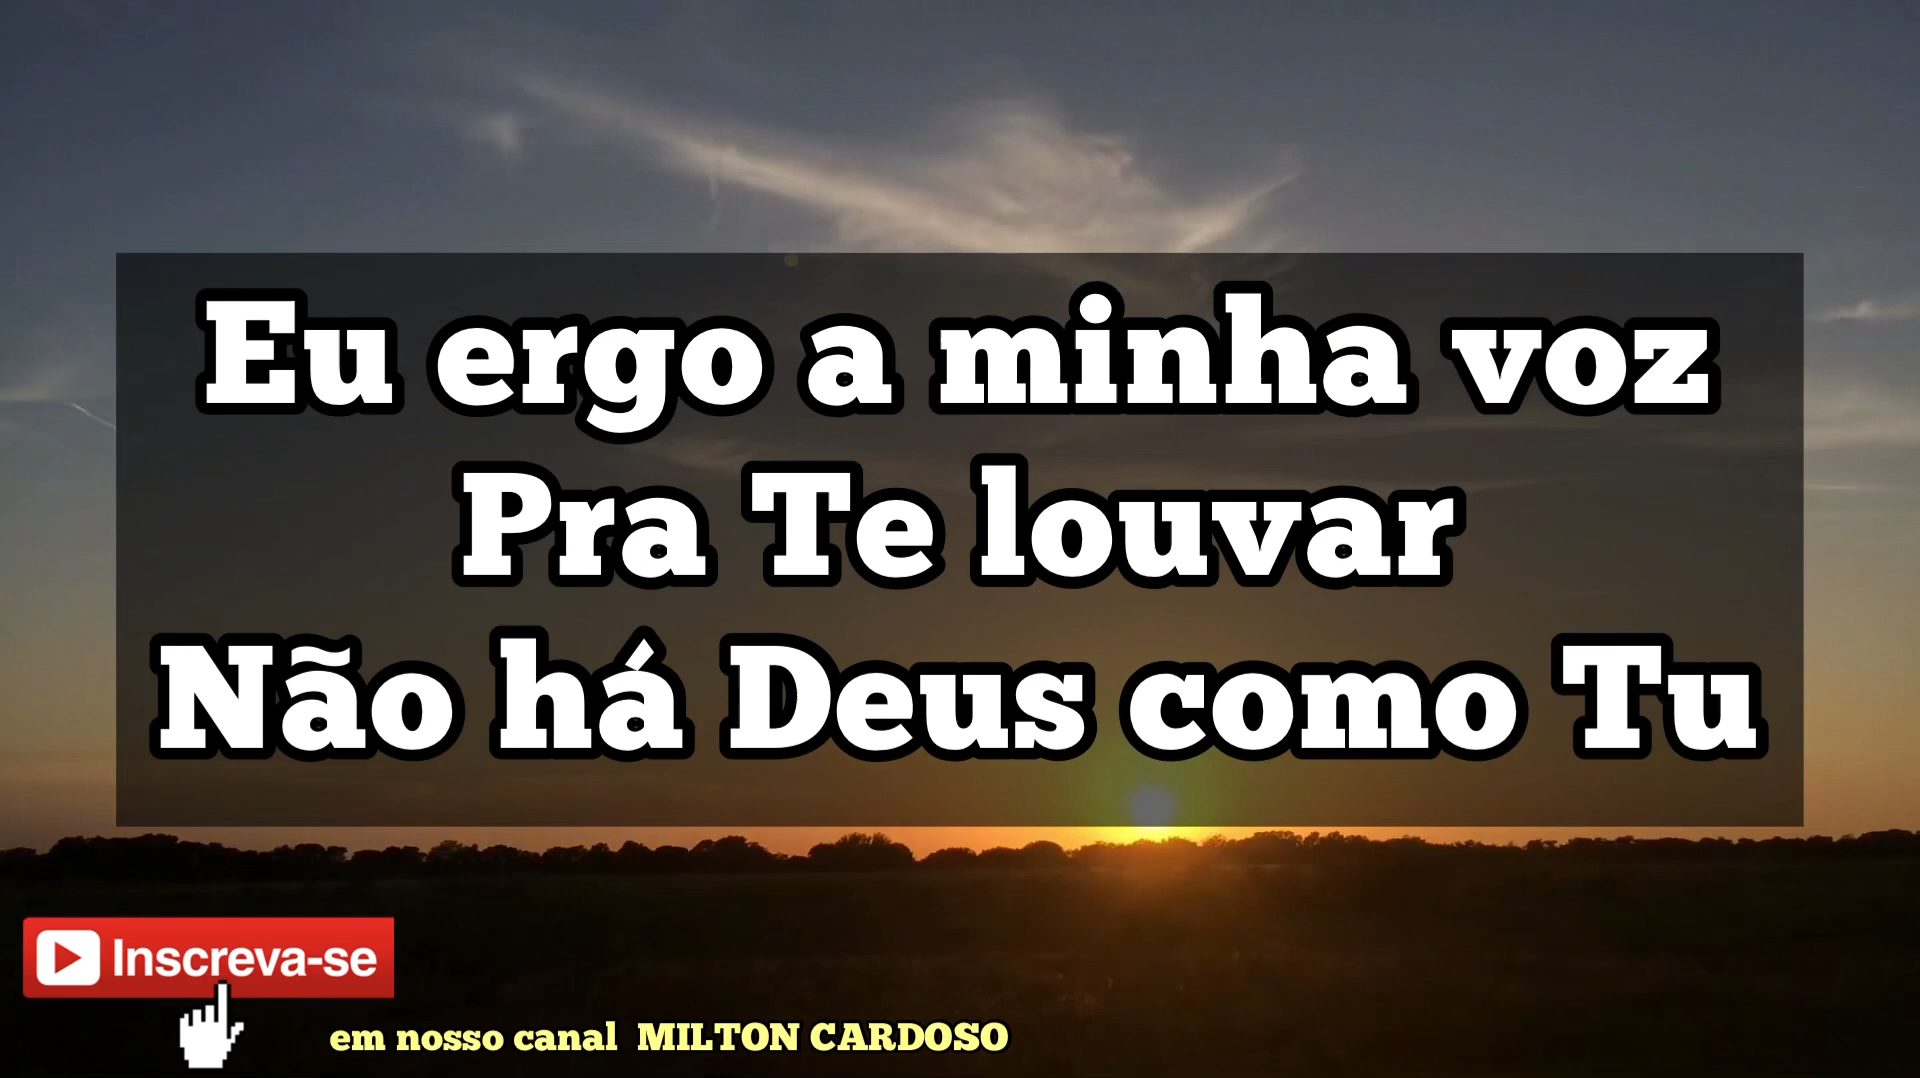 Eu ergo a minha voz
Pra Te louvar
Não há Deus como Tu
Inscreva-se
em nosso canal MILTON CARDOSO